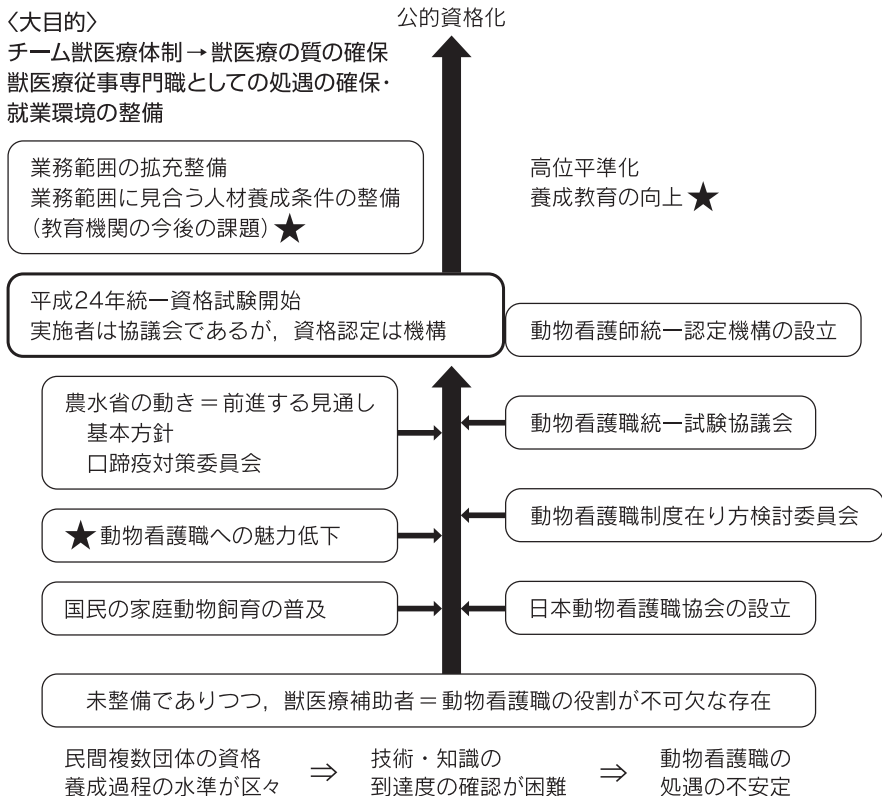 〈大目的〉
チーム獣医療体制→獣医療の質の確保
獣医療従事専門職としての処遇の確保・
就業環境の整備
公的資格化
業務範囲の拡充整備
業務範囲に見合う人材養成条件の整備
(教育機関の今後の課題)★
高位平準化
養成教育の向上★
平成24年統一資格試験開始
実施者は協議会であるが，資格認定は機構
動物看護師統一認定機構の設立
農水省の動き＝前進する見通し
基本方針
口蹄疫対策委員会
動物看護職統一試験協議会
★動物看護職への魅力低下
動物看護職制度在り方検討委員会
国民の家庭動物飼育の普及
日本動物看護職協会の設立
未整備でありつつ，獣医療補助者＝動物看護職の役割が不可欠な存在
民間複数団体の資格
養成過程の水準が区々
⇒
技術・知識の
到達度の確認が困難
⇒
動物看護職の
処遇の不安定